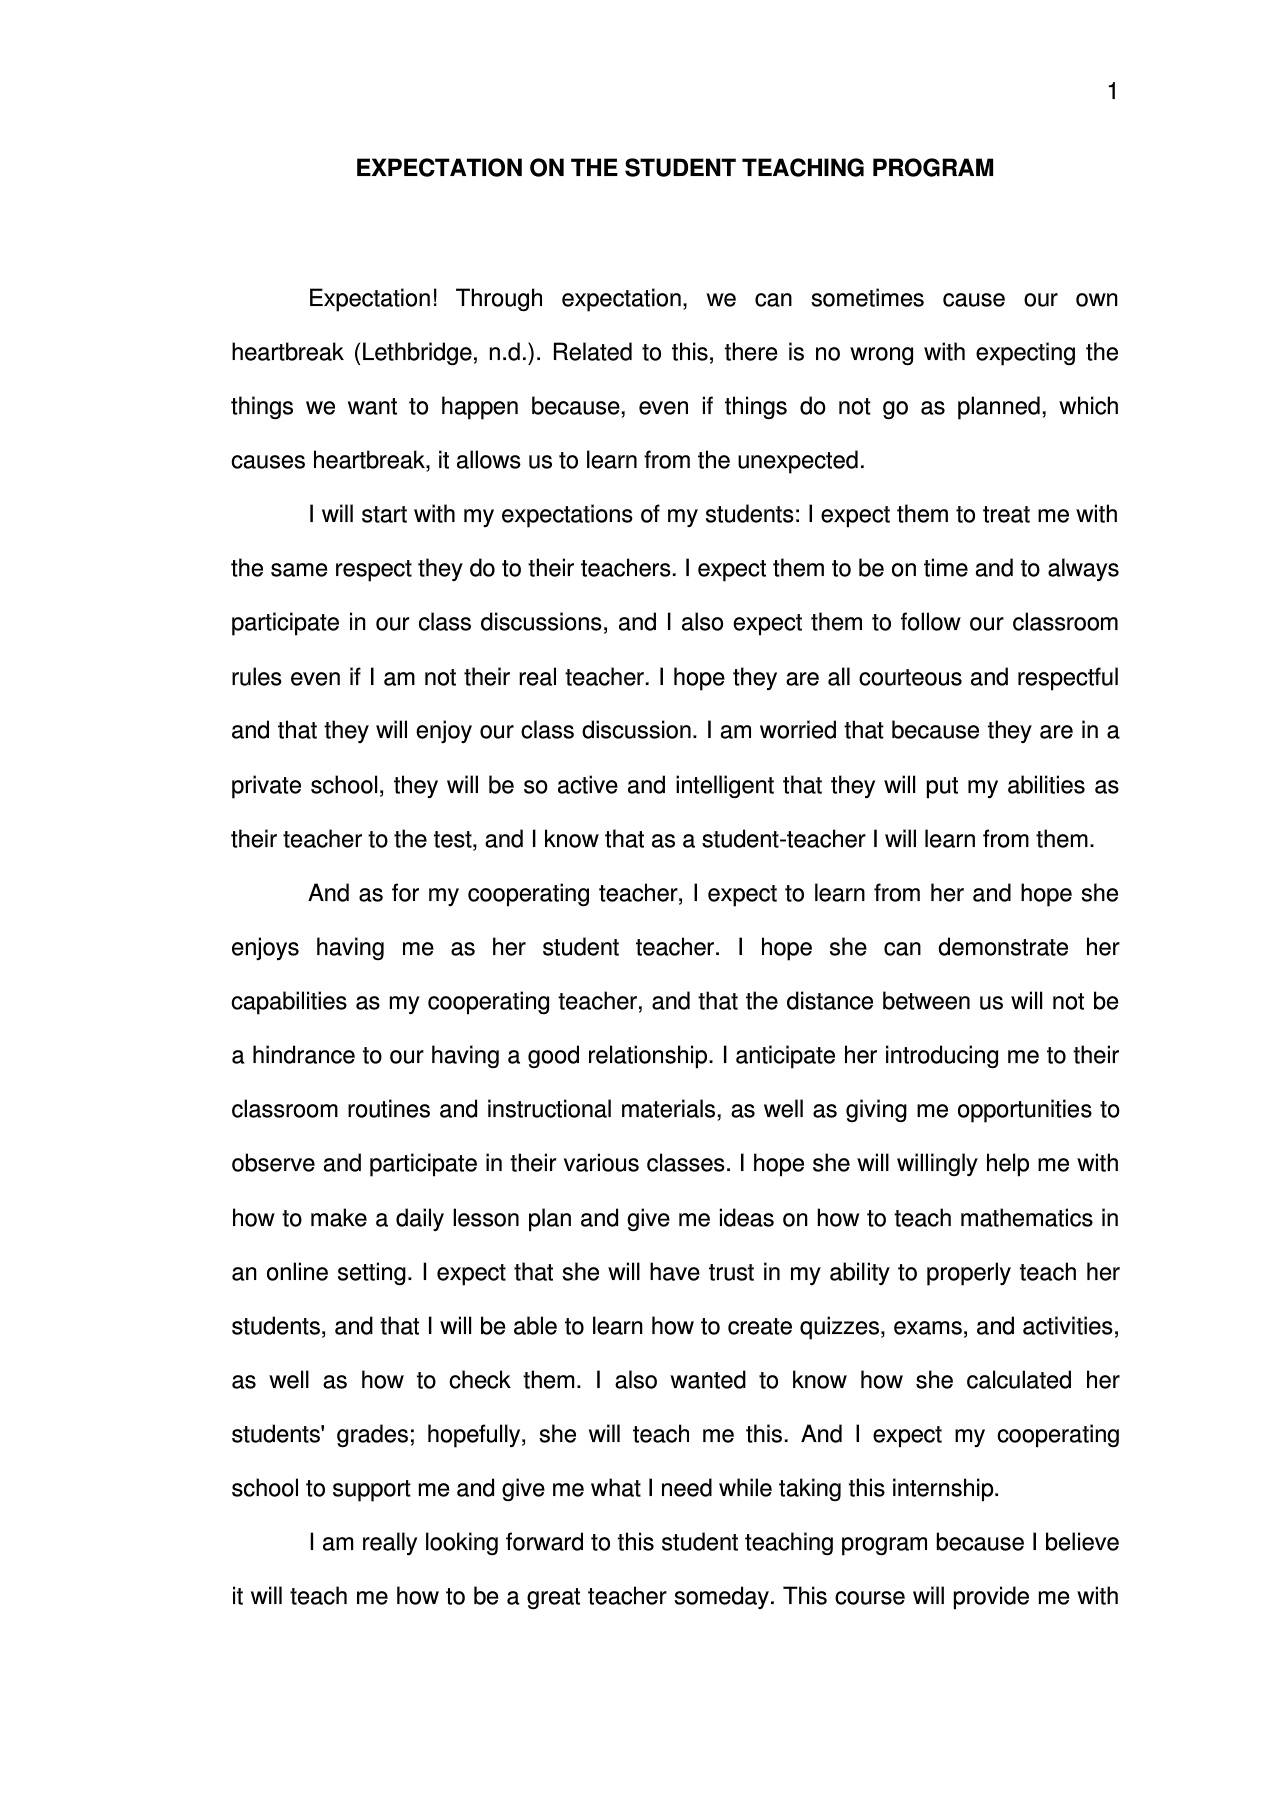 1
EXPECTATION ON THE STUDENT TEACHING PROGRAM
Expectation! Through expectation, we can sometimes cause our own
heartbreak (Lethbridge, n.d.). Related to this, there is no wrong with expecting the
things we want to happen because, even if things do not go as planned, which
causes heartbreak, it allows us to learn from the unexpected.
I will start with my expectations of my students: I expect them to treat me with
the same respect they do to their teachers. I expect them to be on time and to always
participate in our class discussions, and I also expect them to follow our classroom
rules even if I am not their real teacher. I hope they are all courteous and respectful
and that they will enjoy our class discussion. I am worried that because they are in a
private school, they will be so active and intelligent that they will put my abilities as
their teacher to the test, and I know that as a student-teacher I will learn from them.
And as for my cooperating teacher, I expect to learn from her and hope she
enjoys having me as her student teacher. I hope she can demonstrate her
capabilities as my cooperating teacher, and that the distance between us will not be
a hindrance to our having a good relationship. I anticipate her introducing me to their
classroom routines and instructional materials, as well as giving me opportunities to
observe and participate in their various classes. I hope she will willingly help me with
how to make a daily lesson plan and give me ideas on how to teach mathematics in
an online setting. I expect that she will have trust in my ability to properly teach her
students, and that I will be able to learn how to create quizzes, exams, and activities,
as well as how to check them. I also wanted to know how she calculated her
students' grades; hopefully, she will teach me this. And I expect my cooperating
school to support me and give me what I need while taking this internship.
I am really looking forward to this student teaching program because I believe
it will teach me how to be a great teacher someday. This course will provide me with